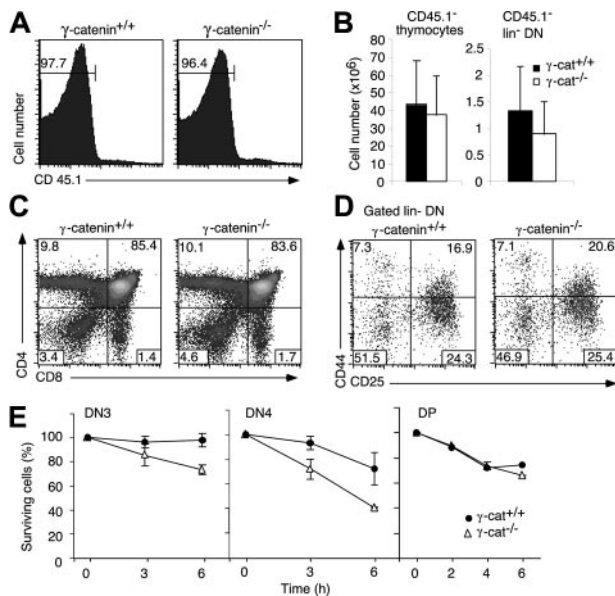 A
γ-catenin+/+
γ-catenin-/-
97.7
96.4
Cell number
CD 45.1
B
CD45.1-
thymocytes
CD45.1-
lin- DN
Cell number (x10⁶)
60
50
40
30
20
10
0
2
1.5
1
0.5
0
γ-cat+/+
γ-cat-/-
C
γ-catenin+/+
γ-catenin-/-
9.8
85.4
10.1
83.6
3.4
1.4
4.6
1.7
CD4
CD8
D
Gated lin- DN
γ-catenin+/+
γ-catenin-/-
7.3
16.9
7.1
20.6
51.5
24.3
46.9
25.4
CD44
CD25
E
DN3
DN4
DP
Surviving cells (%)
100
80
60
40
20
0
γ-cat+/+
γ-cat-/-
0 3 6
0 3 6
0 2 4 6
Time (h)